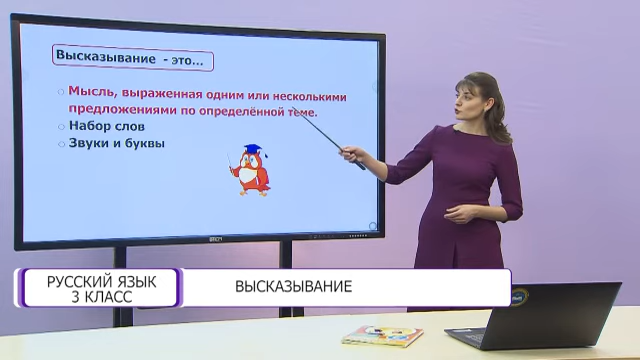 Высказывание - это...
Мысль, выраженная одним или несколькими
предложениями по определённой теме.
Набор слов
Звуки и буквы
РУССКИЙ ЯЗЫК
3 КЛАСС
ВЫСКАЗЫВАНИЕ